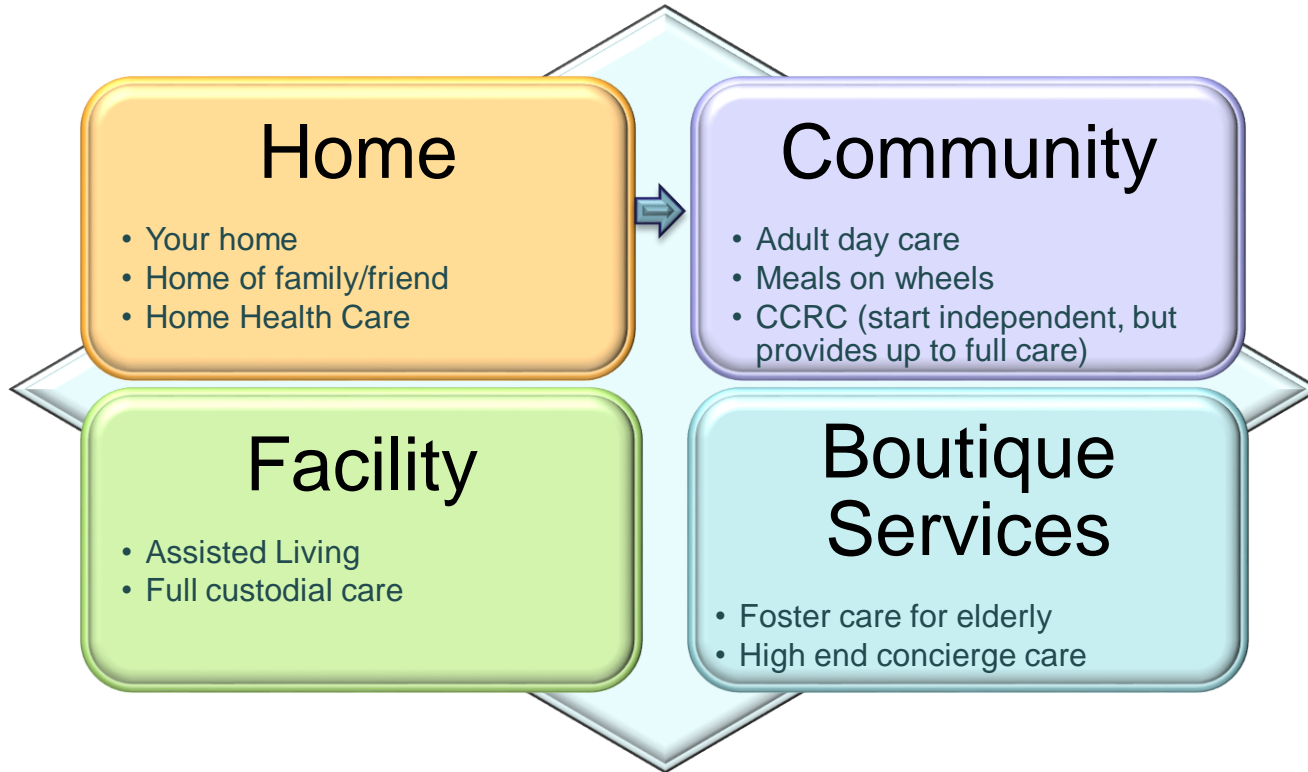 Home
• Your home
• Home of family/friend
• Home Health Care
Community
• Adult day care
• Meals on wheels
• CCRC (start independent, but
provides up to full care)
Facility
• Assisted Living
• Full custodial care
Boutique
Services
• Foster care for elderly
• High end concierge care